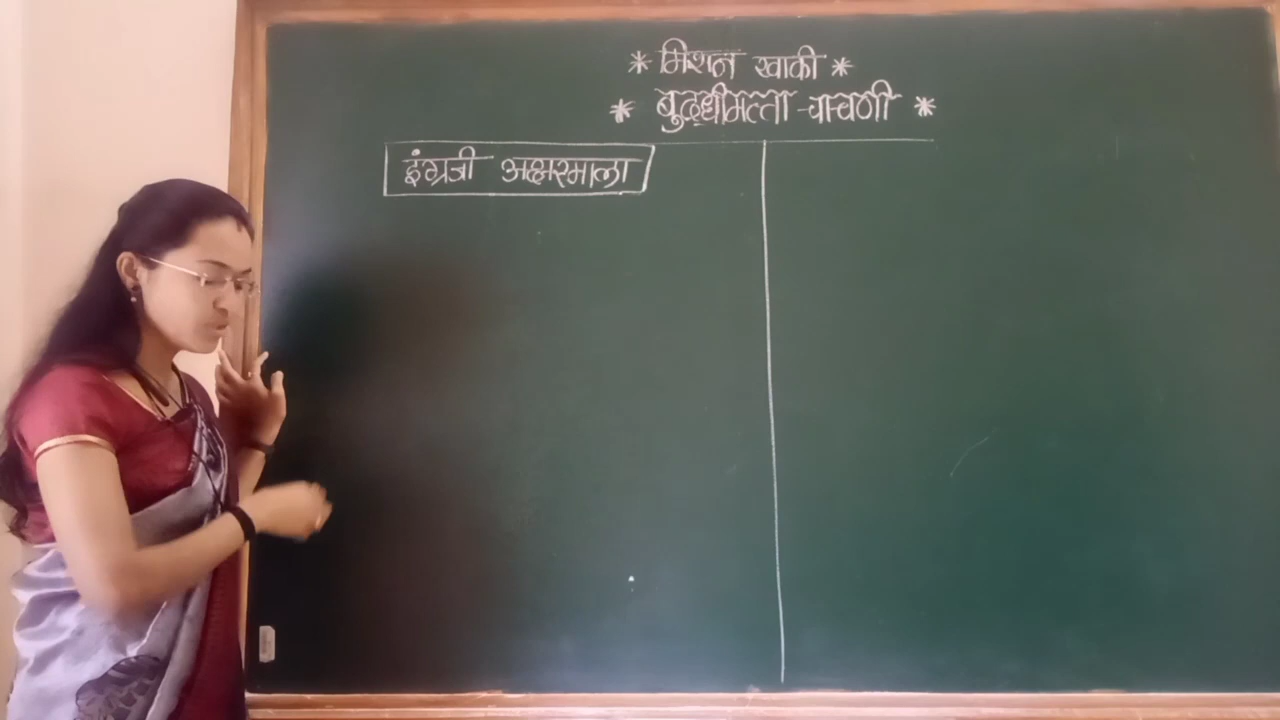 * मिशन खाकी *
* बुद्धीमत्ता - चाचणी *
इंग्रजी अक्षरमाला